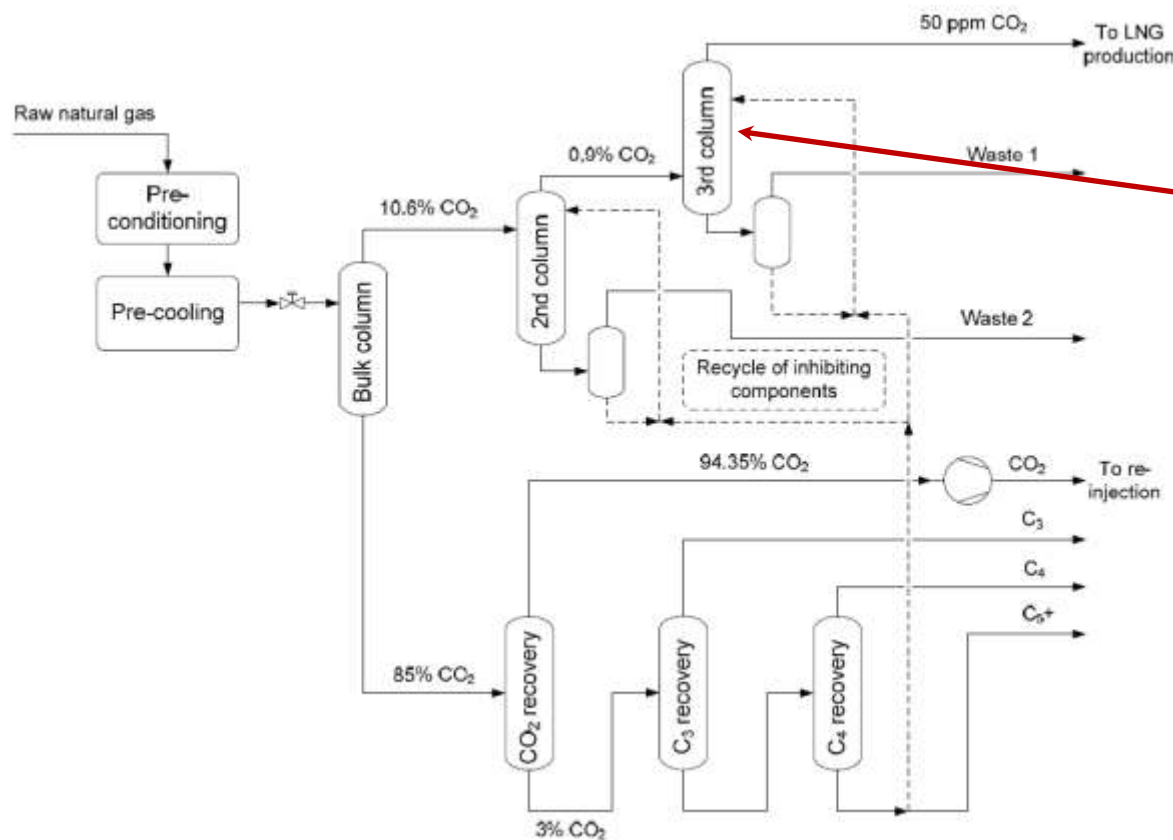 50 ppm CO₂
To LNG
production
Raw natural gas
3rd column
0.9% CO₂
Waste 1
Pre-
conditioning
10.6% CO₂
2nd column
Pre-cooling
Bulk column
Waste 2
Recycle of inhibiting
components
94.35% CO₂
CO₂
To re-
injection
C₃
C₄
C₅+
85% CO₂
CO₂ recovery
C₃ recovery
C₄ recovery
3% CO₂